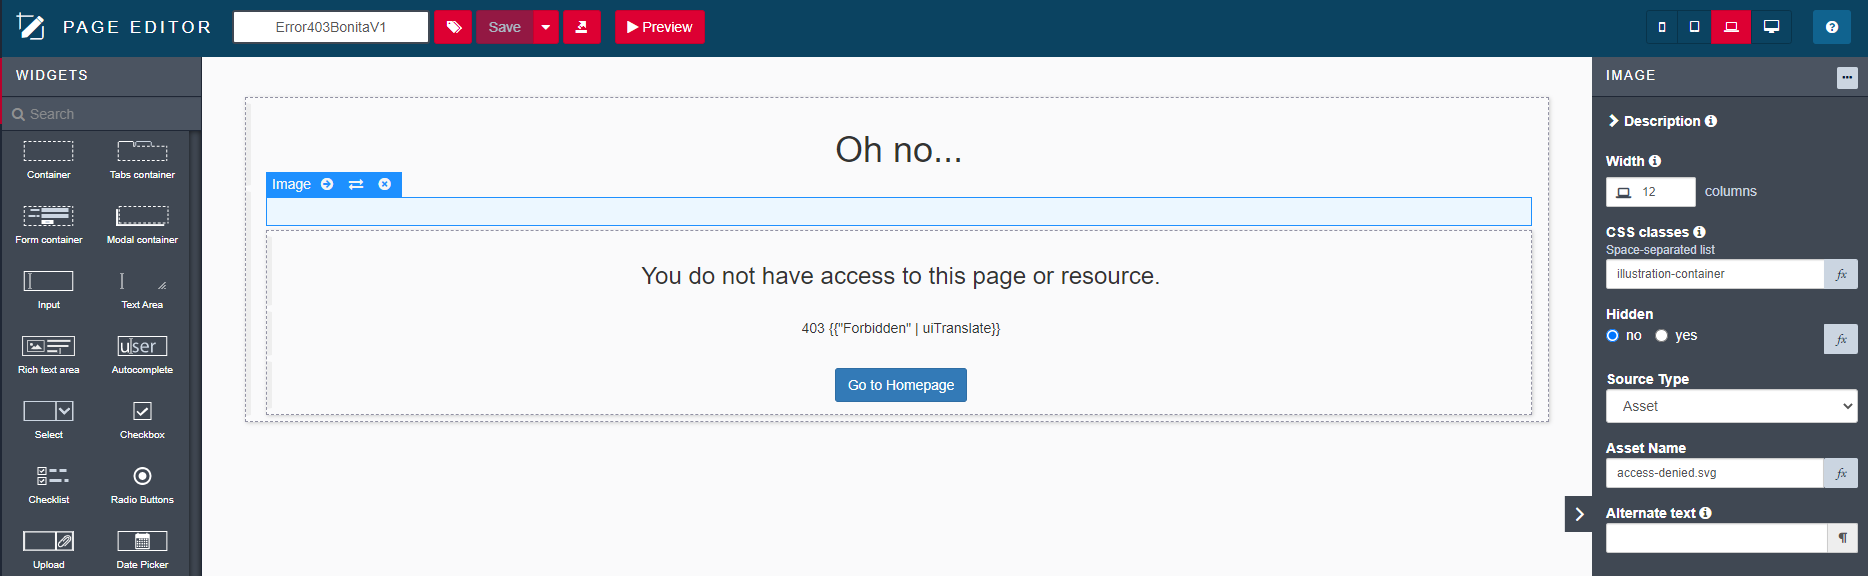 PAGE EDITOR
Error403BonitaV1
Save
Preview
WIDGETS
Search
Container
Tabs container
Form container
Modal container
Input
Text Area
Rich text area
user
Autocomplete
Select
Checkbox
Checklist
Radio Buttons
Upload
Date Picker
Oh no...
Image
You do not have access to this page or resource.
403 {{"Forbidden" | uiTranslate}}
Go to Homepage
IMAGE
Description
Width
12 columns
CSS classes
Space-separated list
illustration-container fx
Hidden
no yes fx
Source Type
Asset
Asset Name
access-denied.svg fx
Alternate text
¶